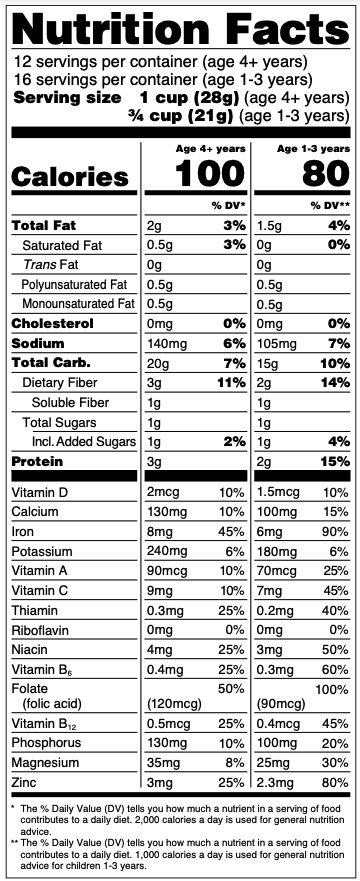 Nutrition Facts
12 servings per container (age 4+ years)
16 servings per container (age 1-3 years)
Serving size 1 cup (28g) (age 4+ years)
¾ cup (21g) (age 1-3 years)
Age 4+ years Age 1-3 years
Calories 100 80
% DV* % DV**
Total Fat 2g 3% 1.5g 4%
Saturated Fat 0.5g 3% 0g 0%
Trans Fat 0g 0g
Polyunsaturated Fat 0.5g 0.5g
Monounsaturated Fat 0.5g 0.5g
Cholesterol 0mg 0% 0mg 0%
Sodium 140mg 6% 105mg 7%
Total Carb. 20g 7% 15g 10%
Dietary Fiber 3g 11% 2g 14%
Soluble Fiber 1g 1g
Total Sugars 1g 1g
Incl. Added Sugars 1g 2% 1g 4%
Protein 3g 2g 15%
Vitamin D 2mcg 10% 1.5mcg 10%
Calcium 130mg 10% 100mg 15%
Iron 8mg 45% 6mg 90%
Potassium 240mg 6% 180mg 6%
Vitamin A 90mcg 10% 70mcg 25%
Vitamin C 9mg 10% 7mg 45%
Thiamin 0.3mg 25% 0.2mg 40%
Riboflavin 0mg 0% 0mg 0%
Niacin 4mg 25% 3mg 50%
Vitamin B6 0.4mg 25% 0.3mg 60%
Folate 50% 100%
(folic acid) (120mcg) (90mcg)
Vitamin B12 0.5mcg 25% 0.4mcg 45%
Phosphorus 130mg 10% 100mg 20%
Magnesium 35mg 8% 25mg 30%
Zinc 3mg 25% 2.3mg 80%
* The % Daily Value (DV) tells you how much a nutrient in a serving of food
contributes to a daily diet. 2,000 calories a day is used for general nutrition
advice.
** The % Daily Value (DV) tells you how much a nutrient in a serving of food
contributes to a daily diet. 1,000 calories a day is used for general nutrition
advice for children 1-3 years.